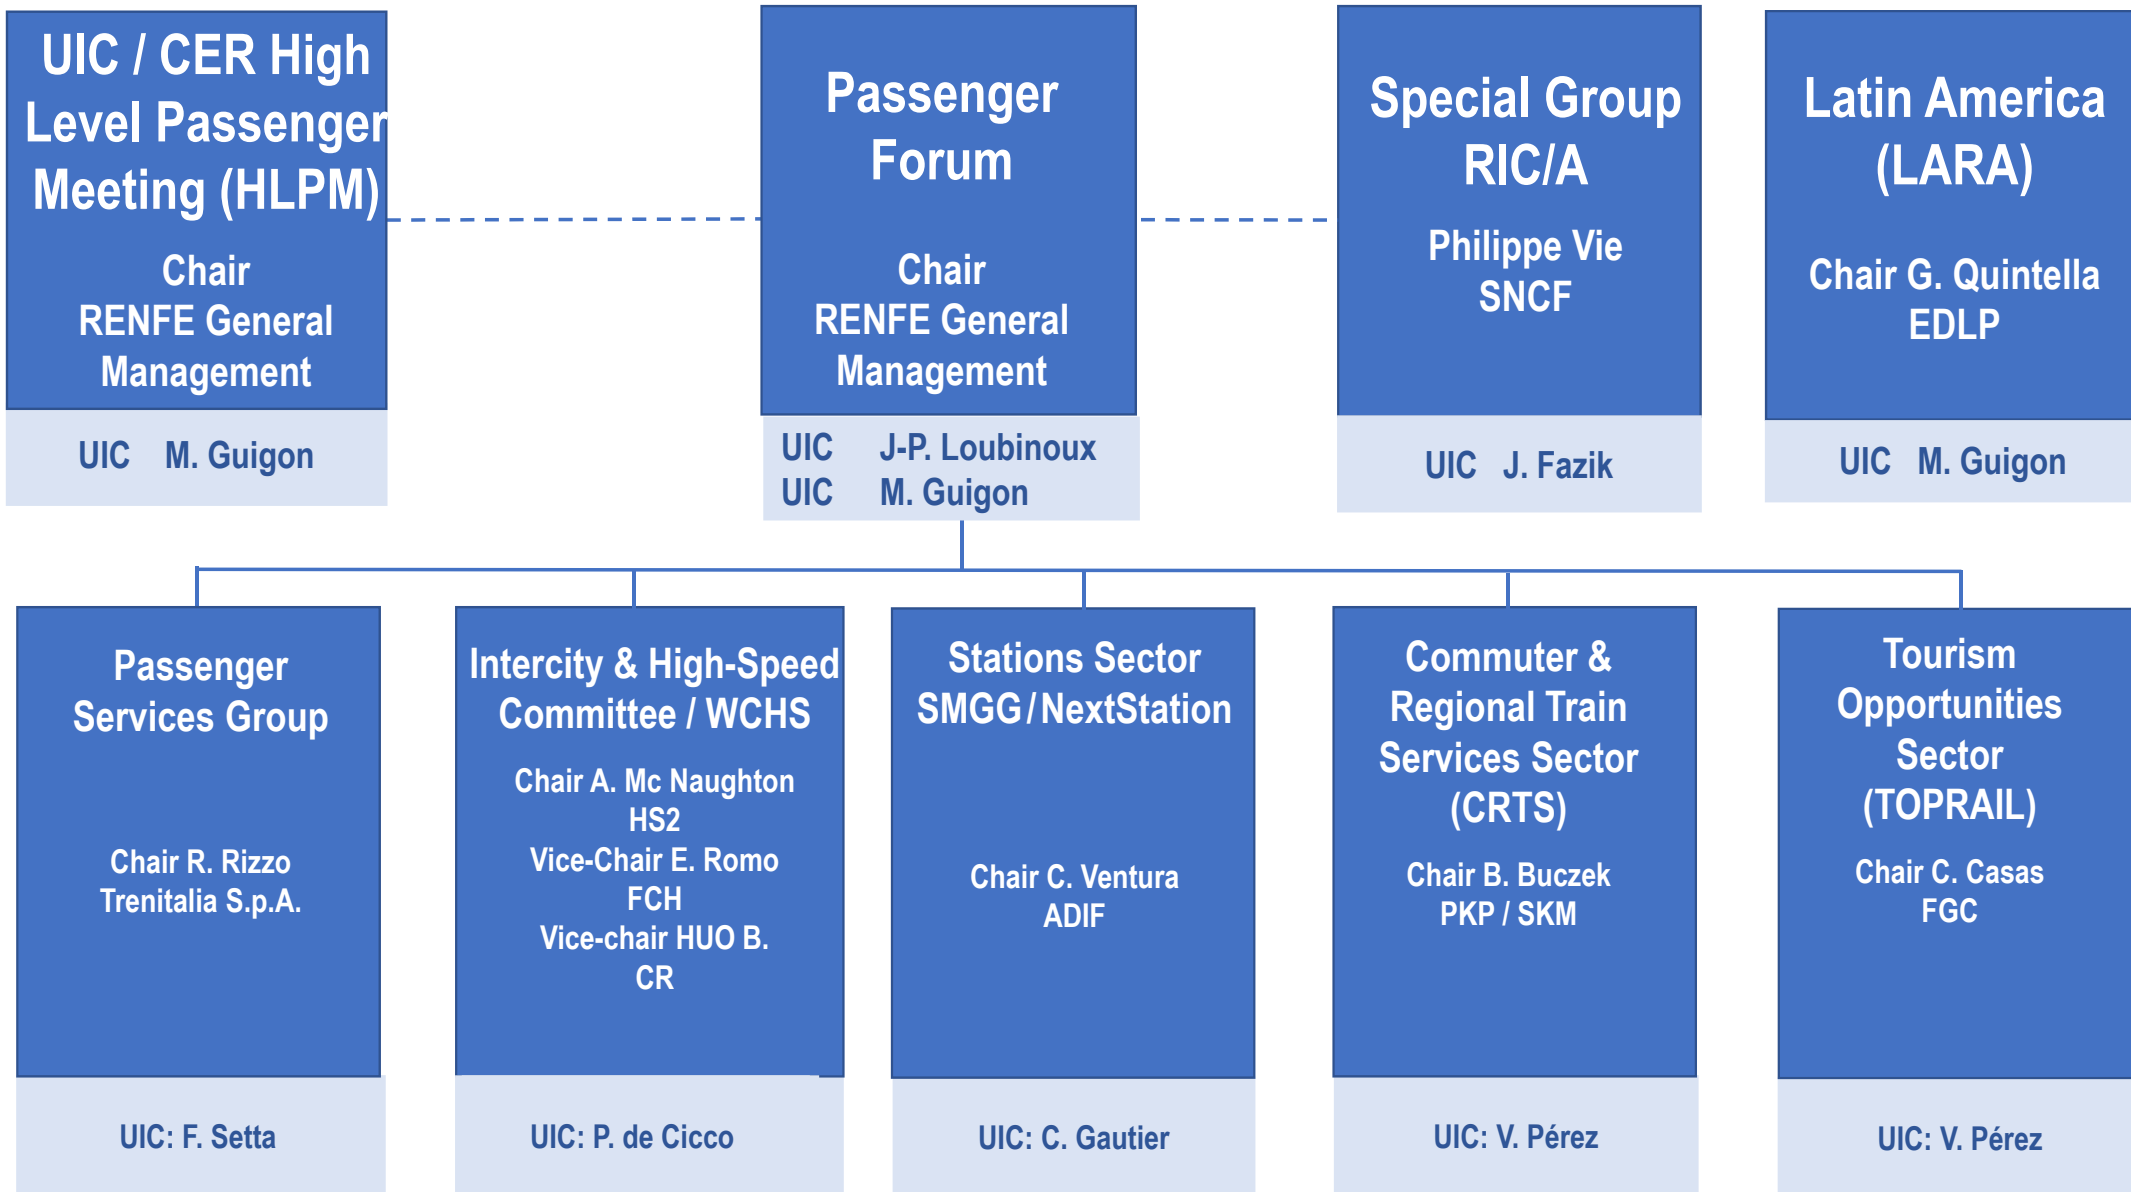 UIC / CER High
Level Passenger
Meeting (HLPM)
Chair
RENFE General
Management
UIC M. Guigon
Passenger
Forum
Chair
RENFE General
Management
UIC J-P. Loubinoux
UIC M. Guigon
Special Group
RIC/A
Philippe Vie
SNCF
UIC J. Fazik
Latin America
(LARA)
Chair G. Quintella
EDLP
UIC M. Guigon
Passenger
Services Group
Chair R. Rizzo
Trenitalia S.p.A.
UIC: F. Setta
Intercity & High-Speed
Committee / WCHS
Chair A. Mc Naughton
HS2
Vice-Chair E. Romo
FCH
Vice-chair HUO B.
CR
UIC: P. de Cicco
Stations Sector
SMGG / NextStation
Chair C. Ventura
ADIF
UIC: C. Gautier
Commuter &
Regional Train
Services Sector
(CRTS)
Chair B. Buczek
PKP / SKM
UIC: V. Pérez
Tourism
Opportunities
Sector
(TOPRAIL)
Chair C. Casas
FGC
UIC: V. Pérez